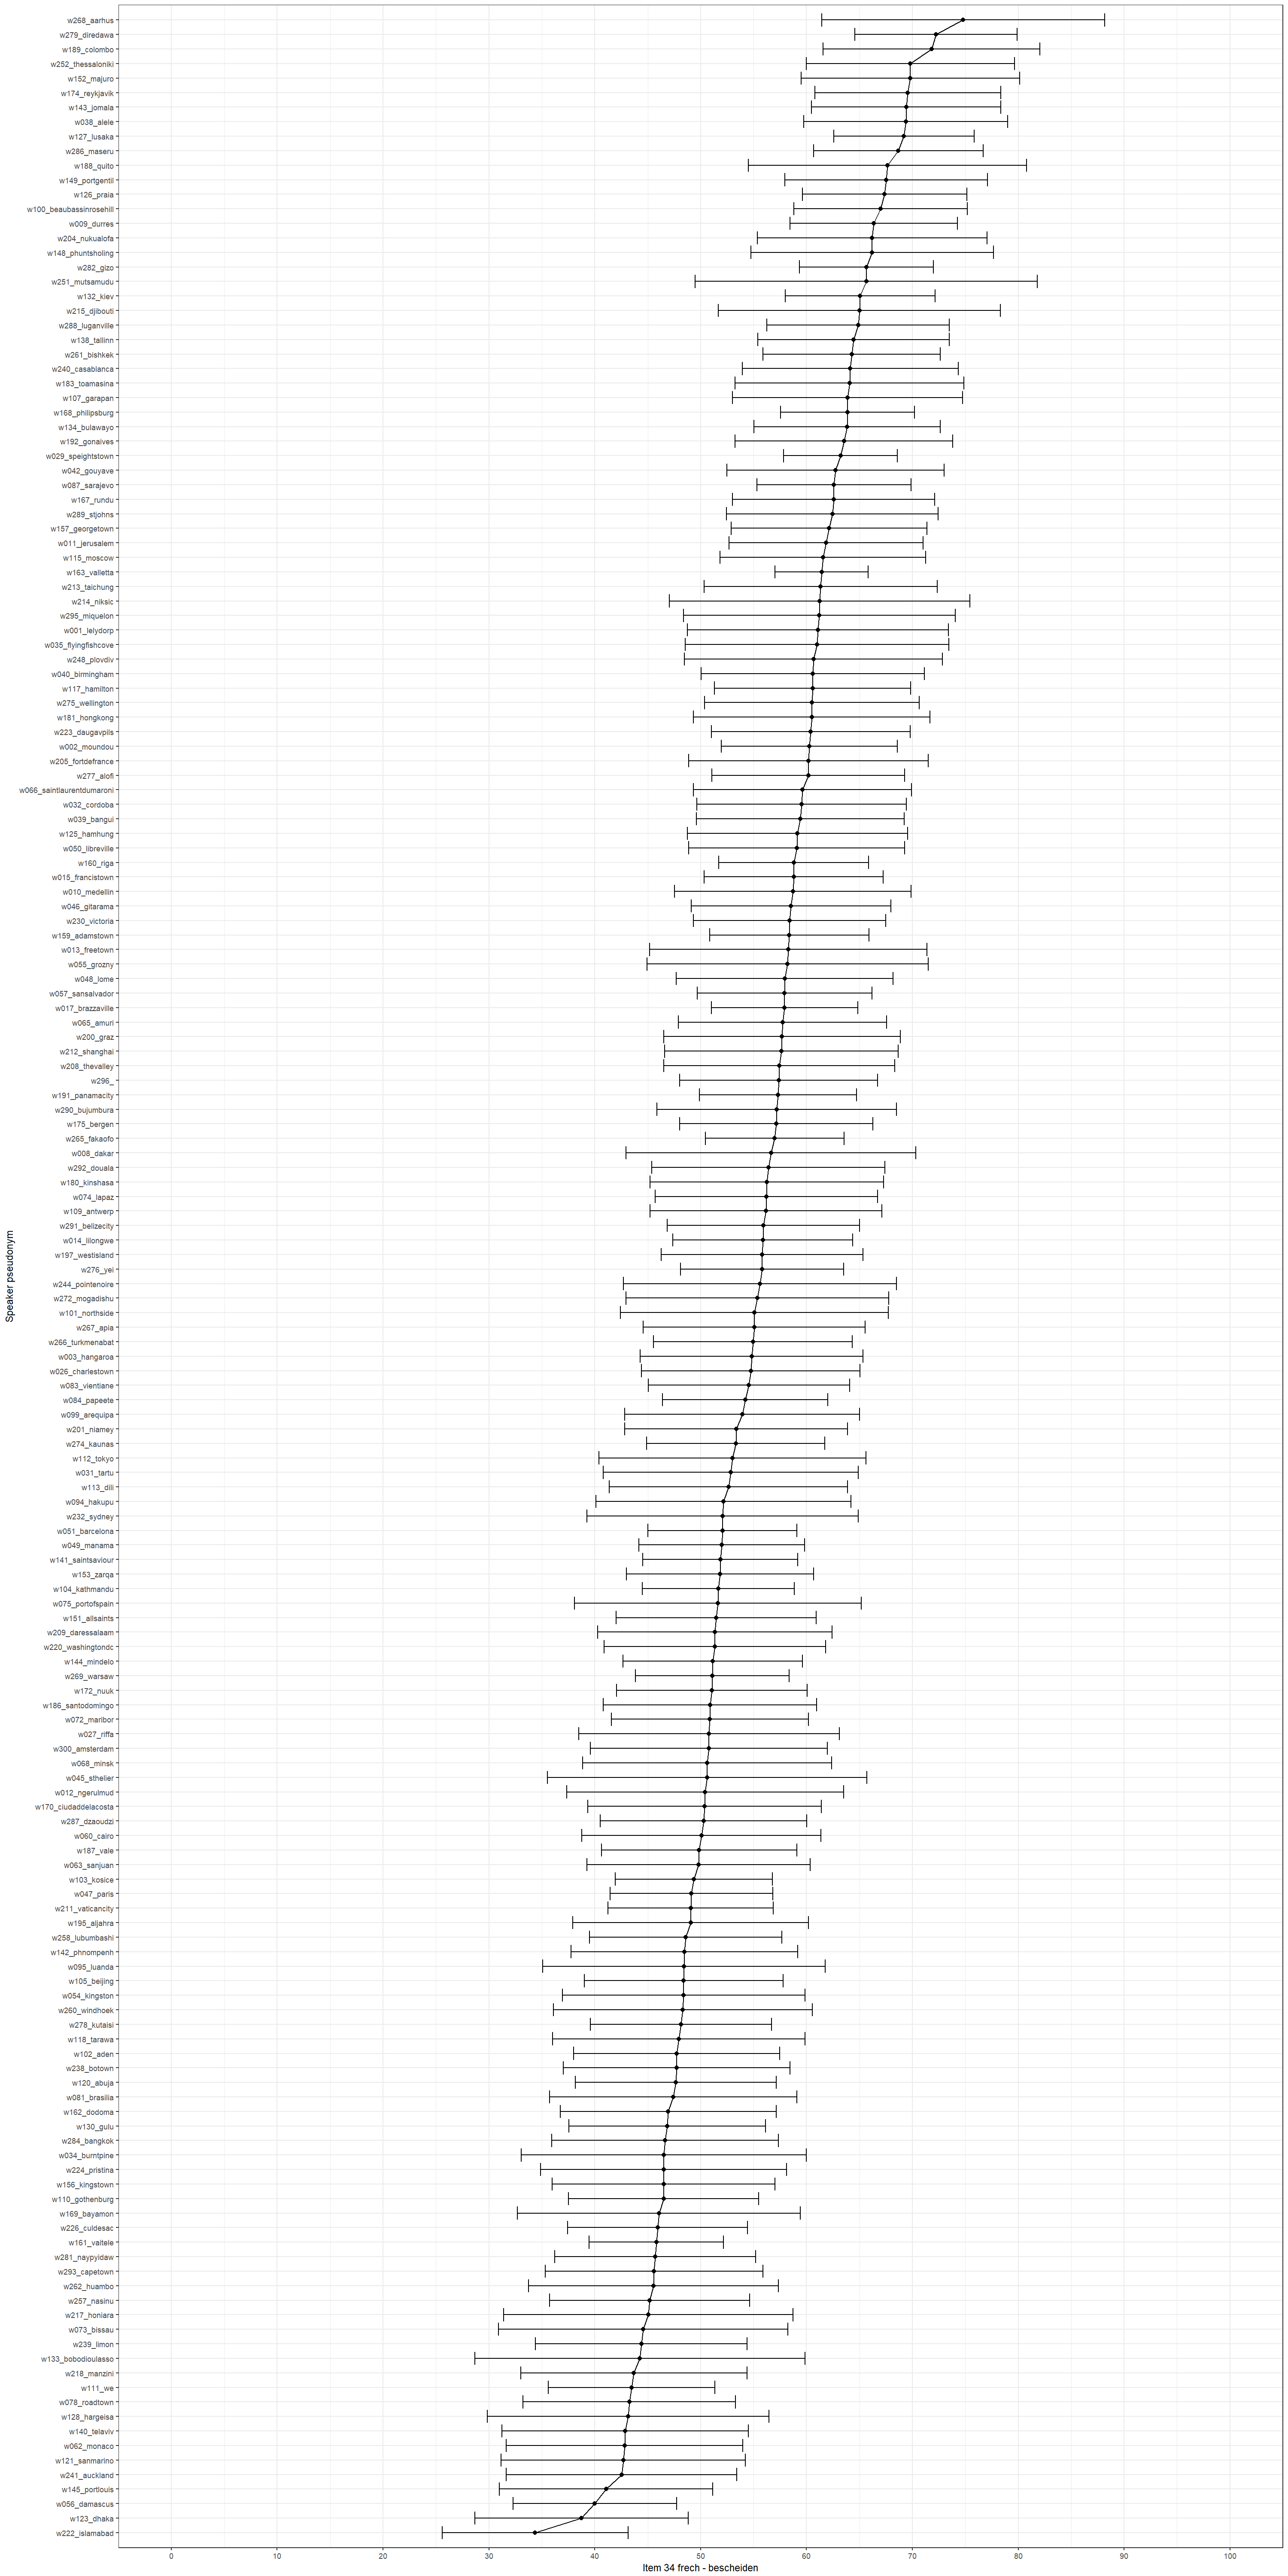 w268_aarhus
w279_diredawa
w189_colombo
w252_thessaloniki
w152_majuro
w174_reykjavik
w143_jomala
w038_alele
w127_lusaka
w286_maseru
w188_quito
w149_portgentil
w126_praia
w100_beaubassinrosehill
w009_durres
w204_nukualofa
w148_phuntsholing
w282_gizo
w251_mutsamudu
w132_kiev
w215_djibouti
w288_luganville
w138_tallinn
w261_bishkek
w240_casablanca
w183_toamasina
w107_garapan
w168_philipsburg
w134_bulawayo
w192_gonaives
w029_speightstown
w042_gouyave
w087_sarajevo
w167_rundu
w289_stjohns
w157_georgetown
w011_jerusalem
w115_moscow
w163_valletta
w213_taichung
w214_niksic
w295_miquelon
w001_lelydorp
w035_flyingfishcove
w248_plovdiv
w040_birmingham
w117_hamilton
w275_wellington
w181_hongkong
w223_daugavpils
w002_moundou
w205_fortdefrance
w277_alofi
w066_saintlaurentdumaroni
w032_cordoba
w039_bangui
w125_hamhung
w050_libreville
w160_riga
w015_francistown
w010_medellin
w046_gitarama
w230_victoria
w159_adamstown
w013_freetown
w055_grozny
w048_lome
w057_sansalvador
w017_brazzaville
w065_amuri
w200_graz
w212_shanghai
w208_thevalley
w296_
w191_panamacity
w290_bujumbura
w175_bergen
w265_fakaofo
w008_dakar
w292_douala
w180_kinshasa
w074_lapaz
w109_antwerp
w291_belizecity
w014_lilongwe
w197_westisland
w276_yei
w244_pointenoire
w272_mogadishu
w101_northside
w267_apia
w266_turkmenabat
w003_hangaroa
w026_charlestown
w083_vientiane
w084_papeete
w099_arequipa
w201_niamey
w274_kaunas
w112_tokyo
w031_tartu
w113_dili
w094_hakupu
w232_sydney
w051_barcelona
w049_manama
w141_saintsaviour
w153_zarqa
w104_kathmandu
w075_portofspain
w151_allsaints
w209_daressalaam
w220_washingtondc
w144_mindelo
w269_warsaw
w172_nuuk
w186_santodomingo
w072_maribor
w027_riffa
w300_amsterdam
w068_minsk
w045_sthelier
w012_ngerulmud
w170_ciudaddelacosta
w287_dzaoudzi
w060_cairo
w187_vale
w063_sanjuan
w103_kosice
w047_paris
w211_vaticancity
w195_aljahra
w258_lubumbashi
w142_phnompenh
w095_luanda
w105_beijing
w054_kingston
w260_windhoek
w278_kutaisi
w118_tarawa
w102_aden
w238_botown
w120_abuja
w081_brasilia
w162_dodoma
w130_gulu
w284_bangkok
w034_burntpine
w224_pristina
w156_kingstown
w110_gothenburg
w169_bayamon
w226_culdesac
w161_vaitele
w281_naypyidaw
w293_capetown
w262_huambo
w257_nasinu
w217_honiara
w073_bissau
w239_limon
w133_bobodioulasso
w218_manzini
w111_we
w078_roadtown
w128_hargeisa
w140_telaviv
w062_monaco
w121_sanmarino
w241_auckland
w145_portlouis
w056_damascus
w123_dhaka
w222_islamabad
Speaker pseudonym
0 10 20 30 40 50 60 70 80 90 100
Item 34 frech - bescheiden